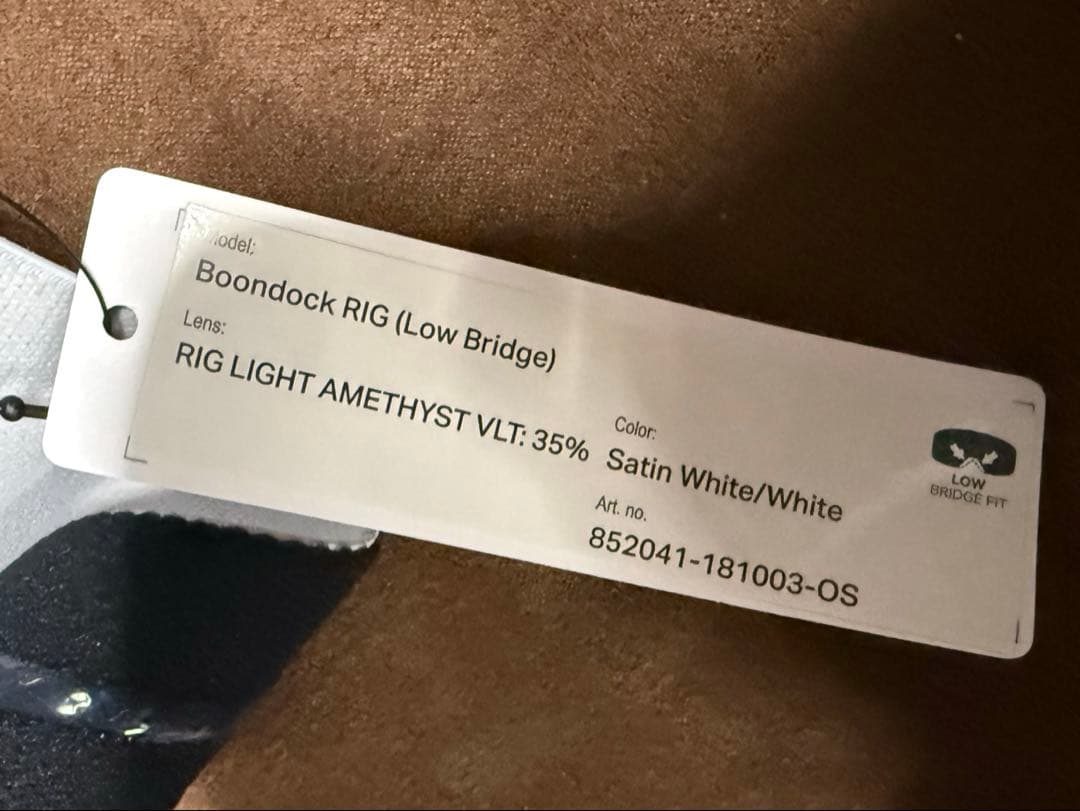 Model:
Boondock RIG (Low Bridge)
Lens:
RIG LIGHT AMETHYST VLT: 35%
Color:
Satin White/White
Art. no.
852041-181003-OS
LOW
BRIDGE FIT